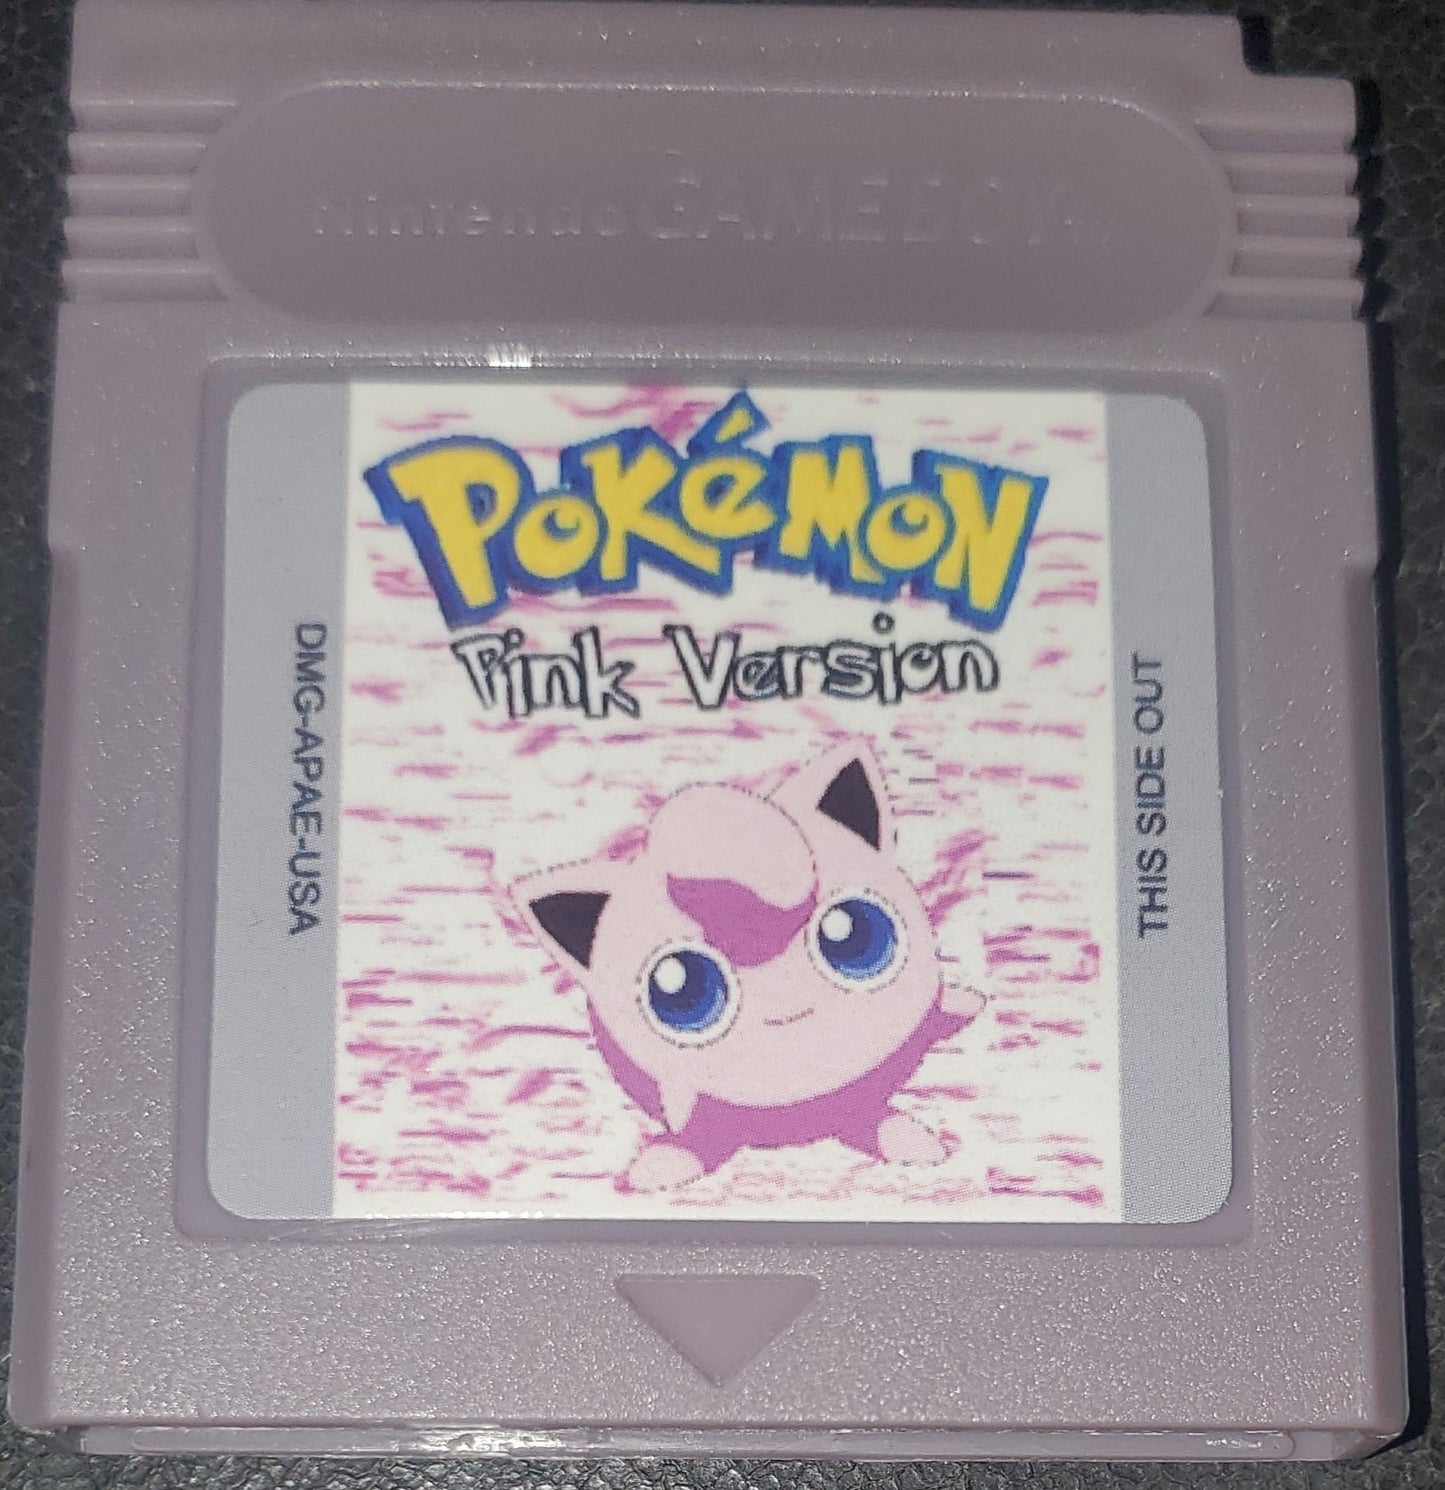 Nintendo GAME BOY
POKéMON
Pink Version
DMG-APAE-USA
THIS SIDE OUT